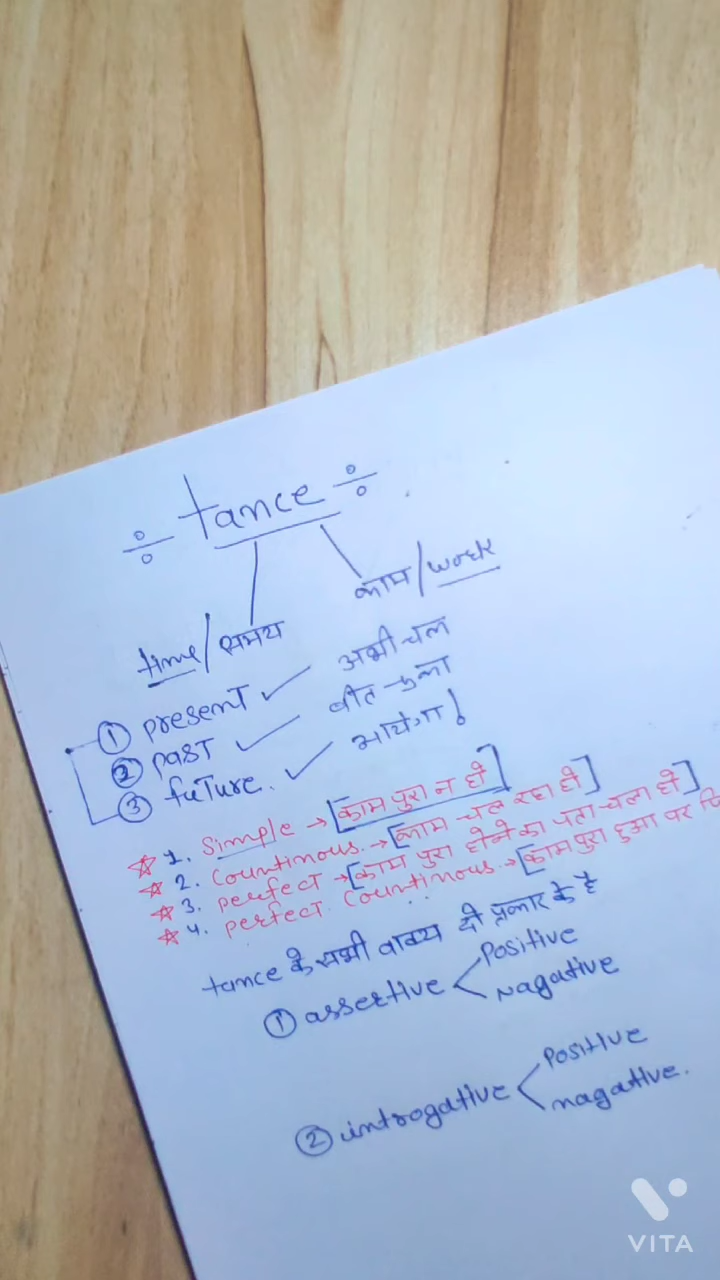 ÷ tance ÷
time/समय काम/work
① present ✓ अभी चल
② past ✓ बीत चुका
③ future. ✓ आयेगा!
☆ 1. Simple → [काम पुरा न हो]
☆ 2. Countinous. → [काम चल रहा हो]
☆ 3. perfect → [काम पुरा होने का पता चला हो]
☆ 4. perfect. Countinous. → [काम पुरा हुआ पर
tance के सभी वाक्य दो प्रकार के है
① assertive < Positive
Nagative
② introgative < Positive
nagative.
VITA